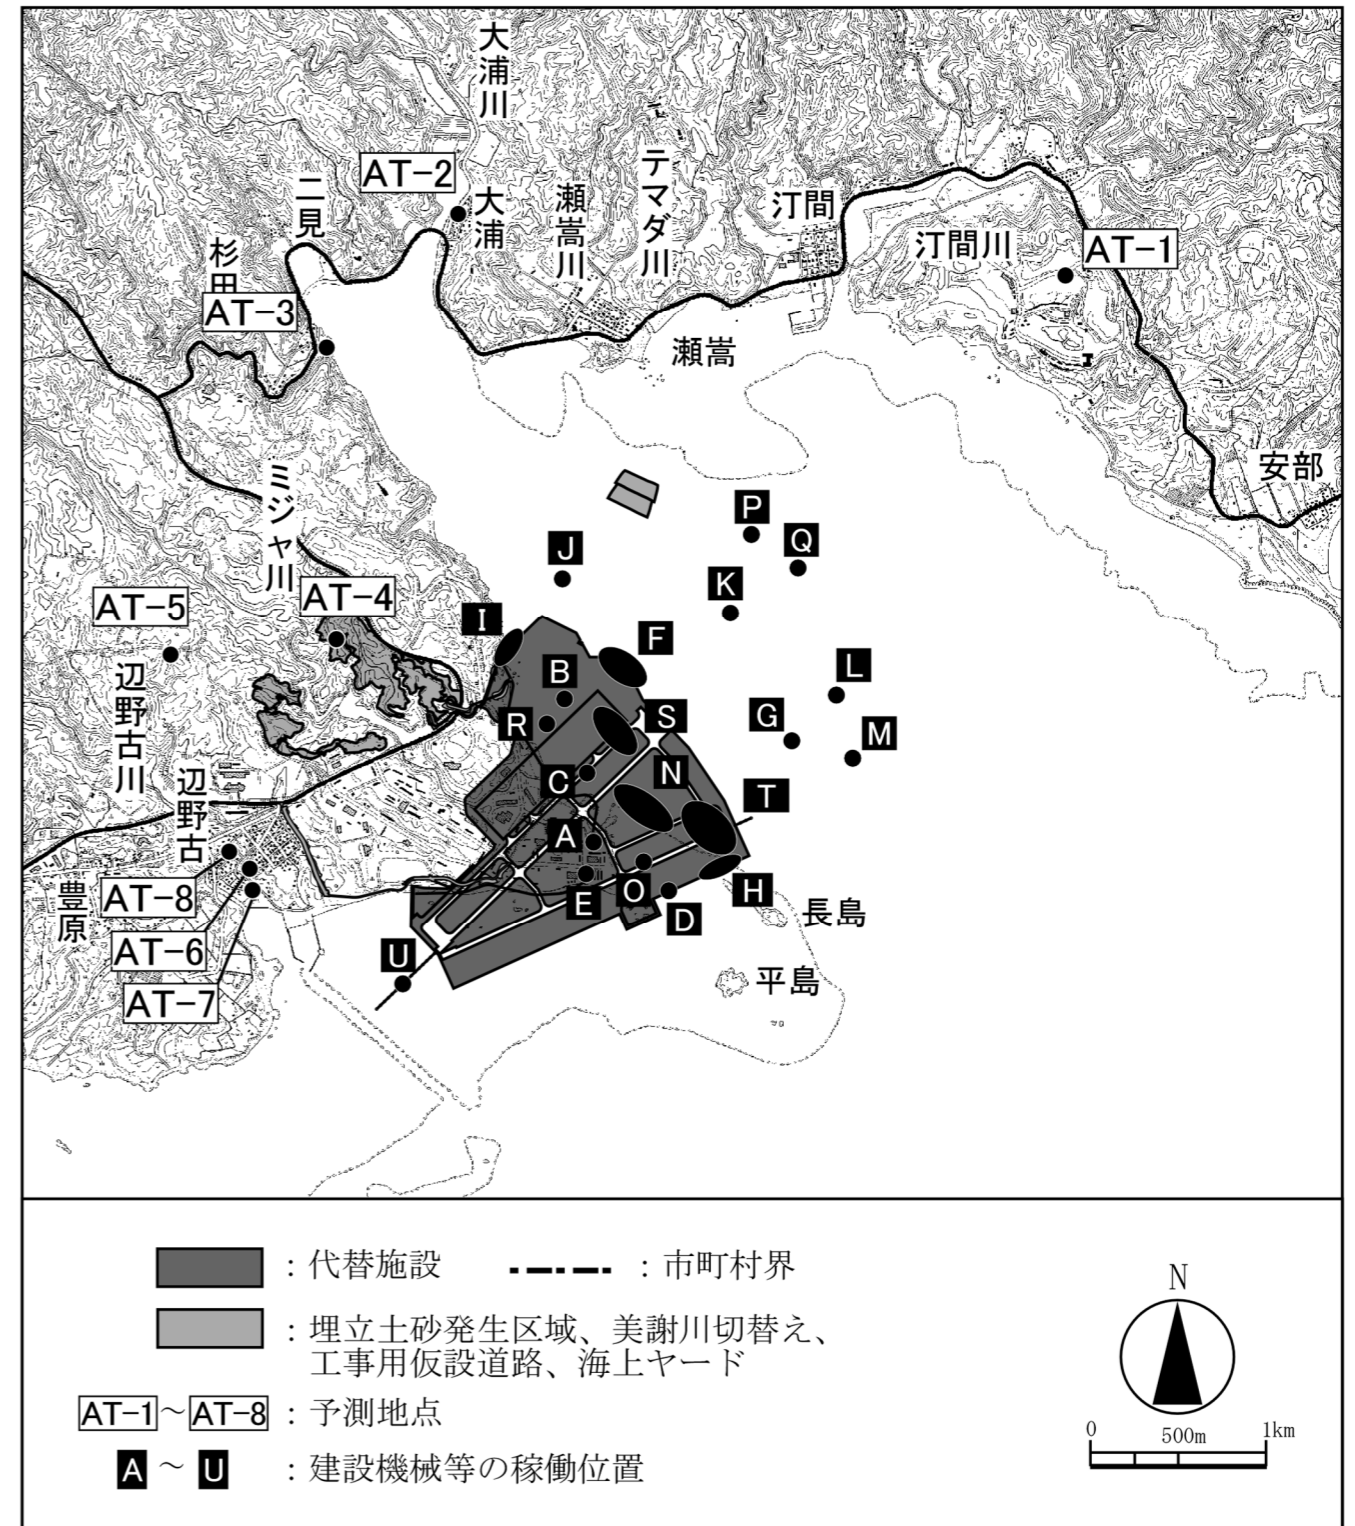 大浦川
AT-2
二見
大浦
瀬嵩川
テマダ川
汀間
汀間川
AT-1
杉田
AT-3
瀬嵩
安部
ミジャ川
P
Q
J
K
AT-5
AT-4
I
F
B
L
辺野古川
R
S
G
M
C
N
T
辺野古
A
AT-8
豊原
E
O
D
H
長島
AT-6
U
平島
AT-7
:代替施設
:市町村界
:埋立土砂発生区域、美謝川切替え、
工事用仮設道路、海上ヤード
AT-1～AT-8:予測地点
A～U:建設機械等の稼働位置
N
0 500m 1km